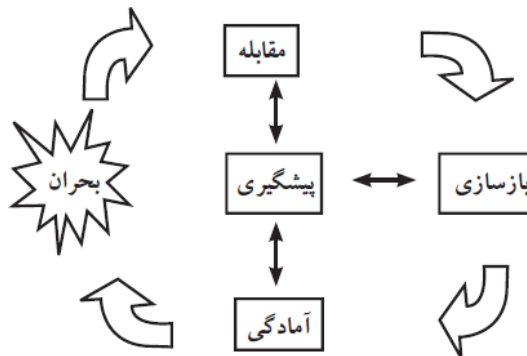 مقابله
بازسازی
پیشگیری
بحران
آمادگی